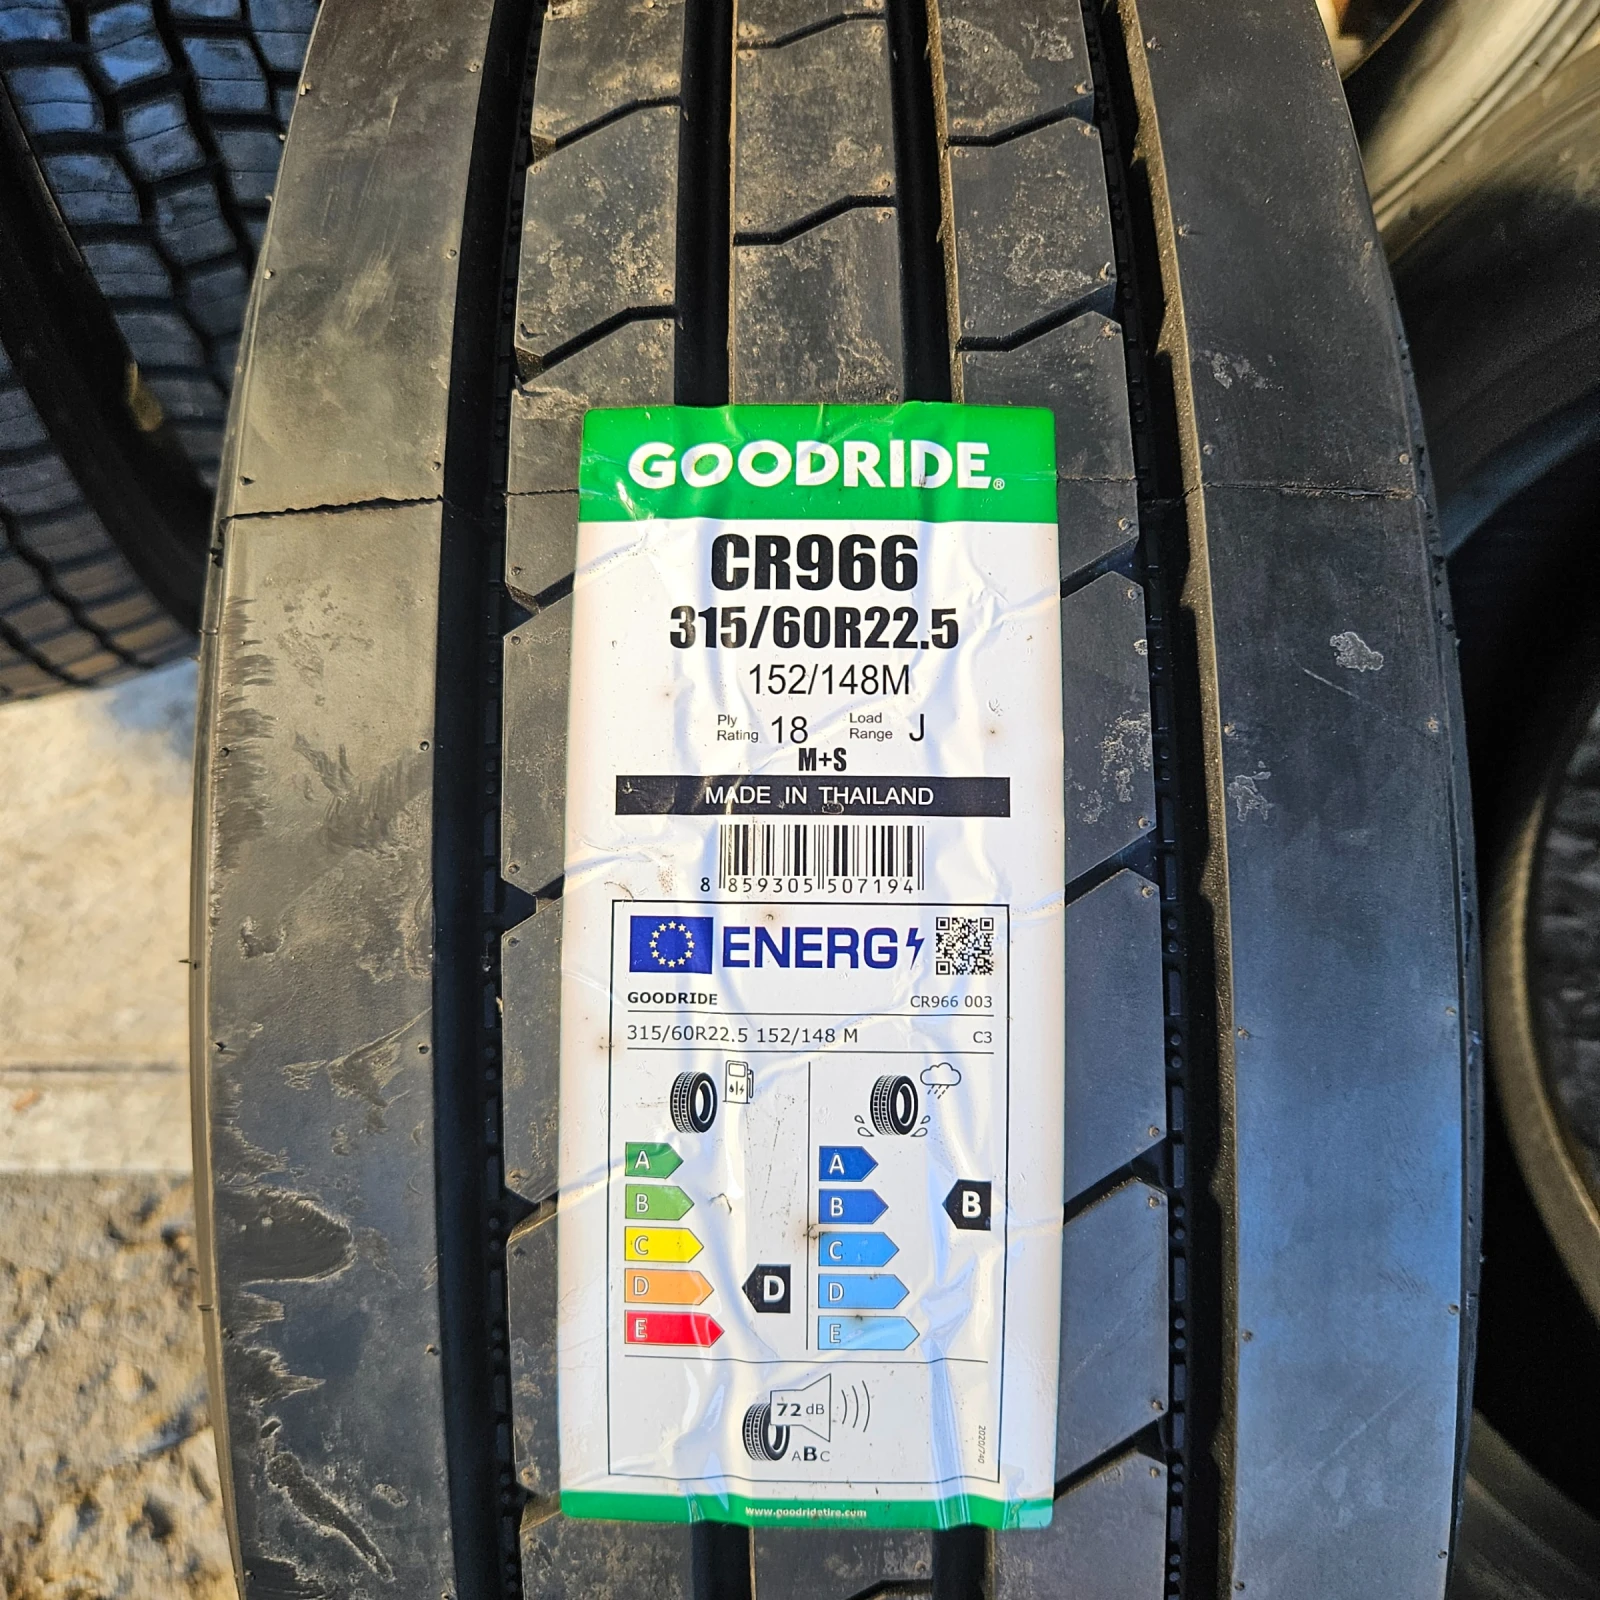 GOODRIDE®
CR966
315/60R22.5
152/148M
Ply Rating 18 Load Range J
M+S
MADE IN THAILAND
8 859305 507194
ENERG
GOODRIDE CR966 003
315/60R22.5 152/148 M C3
A A
B B B
C C
D D D
E E
72 dB
ABC
2020/740
www.goodridetire.com